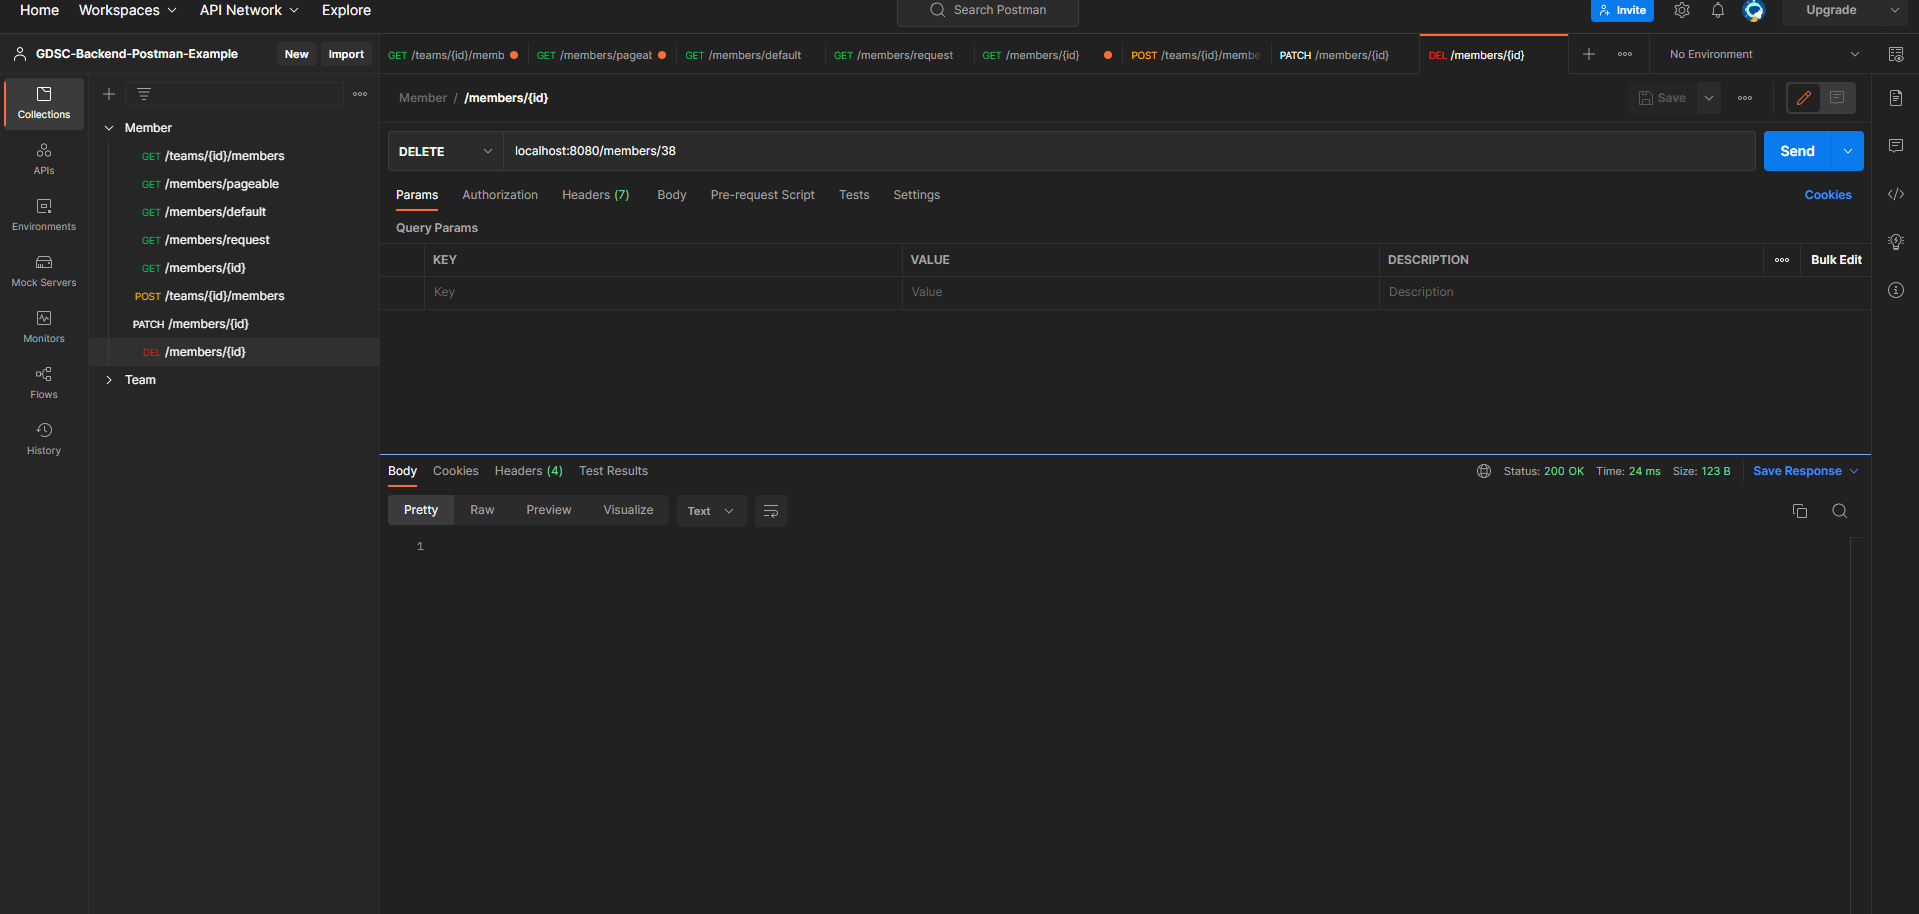 Home Workspaces API Network Explore
Search Postman
Invite
Upgrade
GDSC-Backend-Postman-Example New Import
GET /teams/{id}/memb GET /members/pageat GET /members/default GET /members/request GET /members/{id} POST /teams/{id}/membe PATCH /members/{id} DEL /members/{id}
No Environment
Collections
APIs
Environments
Mock Servers
Monitors
Flows
History
Member
GET /teams/{id}/members
GET /members/pageable
GET /members/default
GET /members/request
GET /members/{id}
POST /teams/{id}/members
PATCH /members/{id}
DEL /members/{id}
Team
Member / /members/{id}
Save
DELETE localhost:8080/members/38
Send
Params Authorization Headers (7) Body Pre-request Script Tests Settings
Cookies
Query Params
KEY VALUE DESCRIPTION Bulk Edit
Key Value Description
Body Cookies Headers (4) Test Results
Status: 200 OK Time: 24 ms Size: 123 B Save Response
Pretty Raw Preview Visualize Text
1